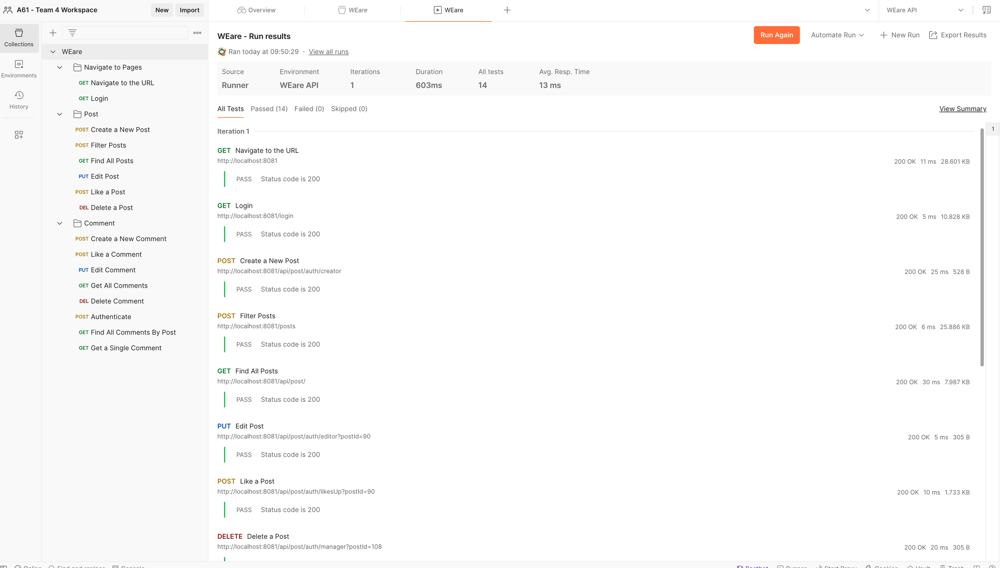 A61 - Team 4 Workspace
New
Import
Overview
WEare
WEare
WEare API
Collections
Environments
History
WEare
Navigate to Pages
GET Navigate to the URL
GET Login
Post
POST Create a New Post
POST Filter Posts
GET Find All Posts
PUT Edit Post
POST Like a Post
DEL Delete a Post
Comment
POST Create a New Comment
POST Like a Comment
PUT Edit Comment
GET Get All Comments
DEL Delete Comment
POST Authenticate
GET Find All Comments By Post
GET Get a Single Comment
WEare - Run results
Run Again
Automate Run
New Run
Export Results
Ran today at 09:50:29 · View all runs
Source Environment Iterations Duration All tests Avg. Resp. Time
Runner WEare API 1 603ms 14 13 ms
All Tests Passed (14) Failed (0) Skipped (0)
View Summary
Iteration 1
1
GET Navigate to the URL
http://localhost:8081
200 OK 11 ms 28.601 KB
PASS Status code is 200
GET Login
http://localhost:8081/login
200 OK 5 ms 10.828 KB
PASS Status code is 200
POST Create a New Post
http://localhost:8081/api/post/auth/creator
200 OK 25 ms 528 B
PASS Status code is 200
POST Filter Posts
http://localhost:8081/posts
200 OK 6 ms 25.886 KB
PASS Status code is 200
GET Find All Posts
http://localhost:8081/api/post/
200 OK 30 ms 7.987 KB
PASS Status code is 200
PUT Edit Post
http://localhost:8081/api/post/auth/editor?postId=90
200 OK 5 ms 305 B
PASS Status code is 200
POST Like a Post
http://localhost:8081/api/post/auth/likesUp?postId=90
200 OK 10 ms 1.733 KB
PASS Status code is 200
DELETE Delete a Post
http://localhost:8081/api/post/auth/manager?postId=108
200 OK 20 ms 305 B
Online Find and replace Console
Postbot Runner Start Proxy Cookies Vault Trash